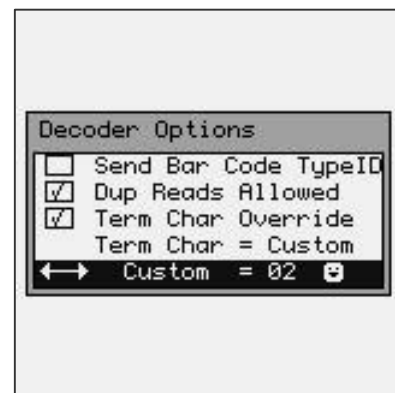 Decoder Options
Send Bar Code TypeID
Dup Reads Allowed
Term Char Override
Term Char = Custom
Custom = 02